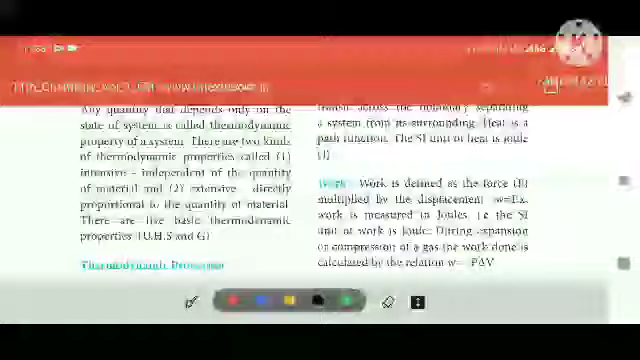 Any quantity that depends only on the
state of system is called thermodynamic
property of a system. There are two kinds
of thermodynamic properties called (1)
intensive - independent of the quantity
of material and (2) extensive - directly
proportional to the quantity of material.
There are five basic thermodynamic
properties (U,H,S and G)
Thermodynamic Processes
transit across the boundary separating
a system from its surrounding. Heat is a
path function. The SI unit of heat is joule
(J)
Work: Work is defined as the force (F)
multiplied by the displacement w=Fx.
work is measured in Joules. i.e the SI
unit of work is Joule. During expansion
or compression of a gas the work done is
calculated by the relation w= -PΔV